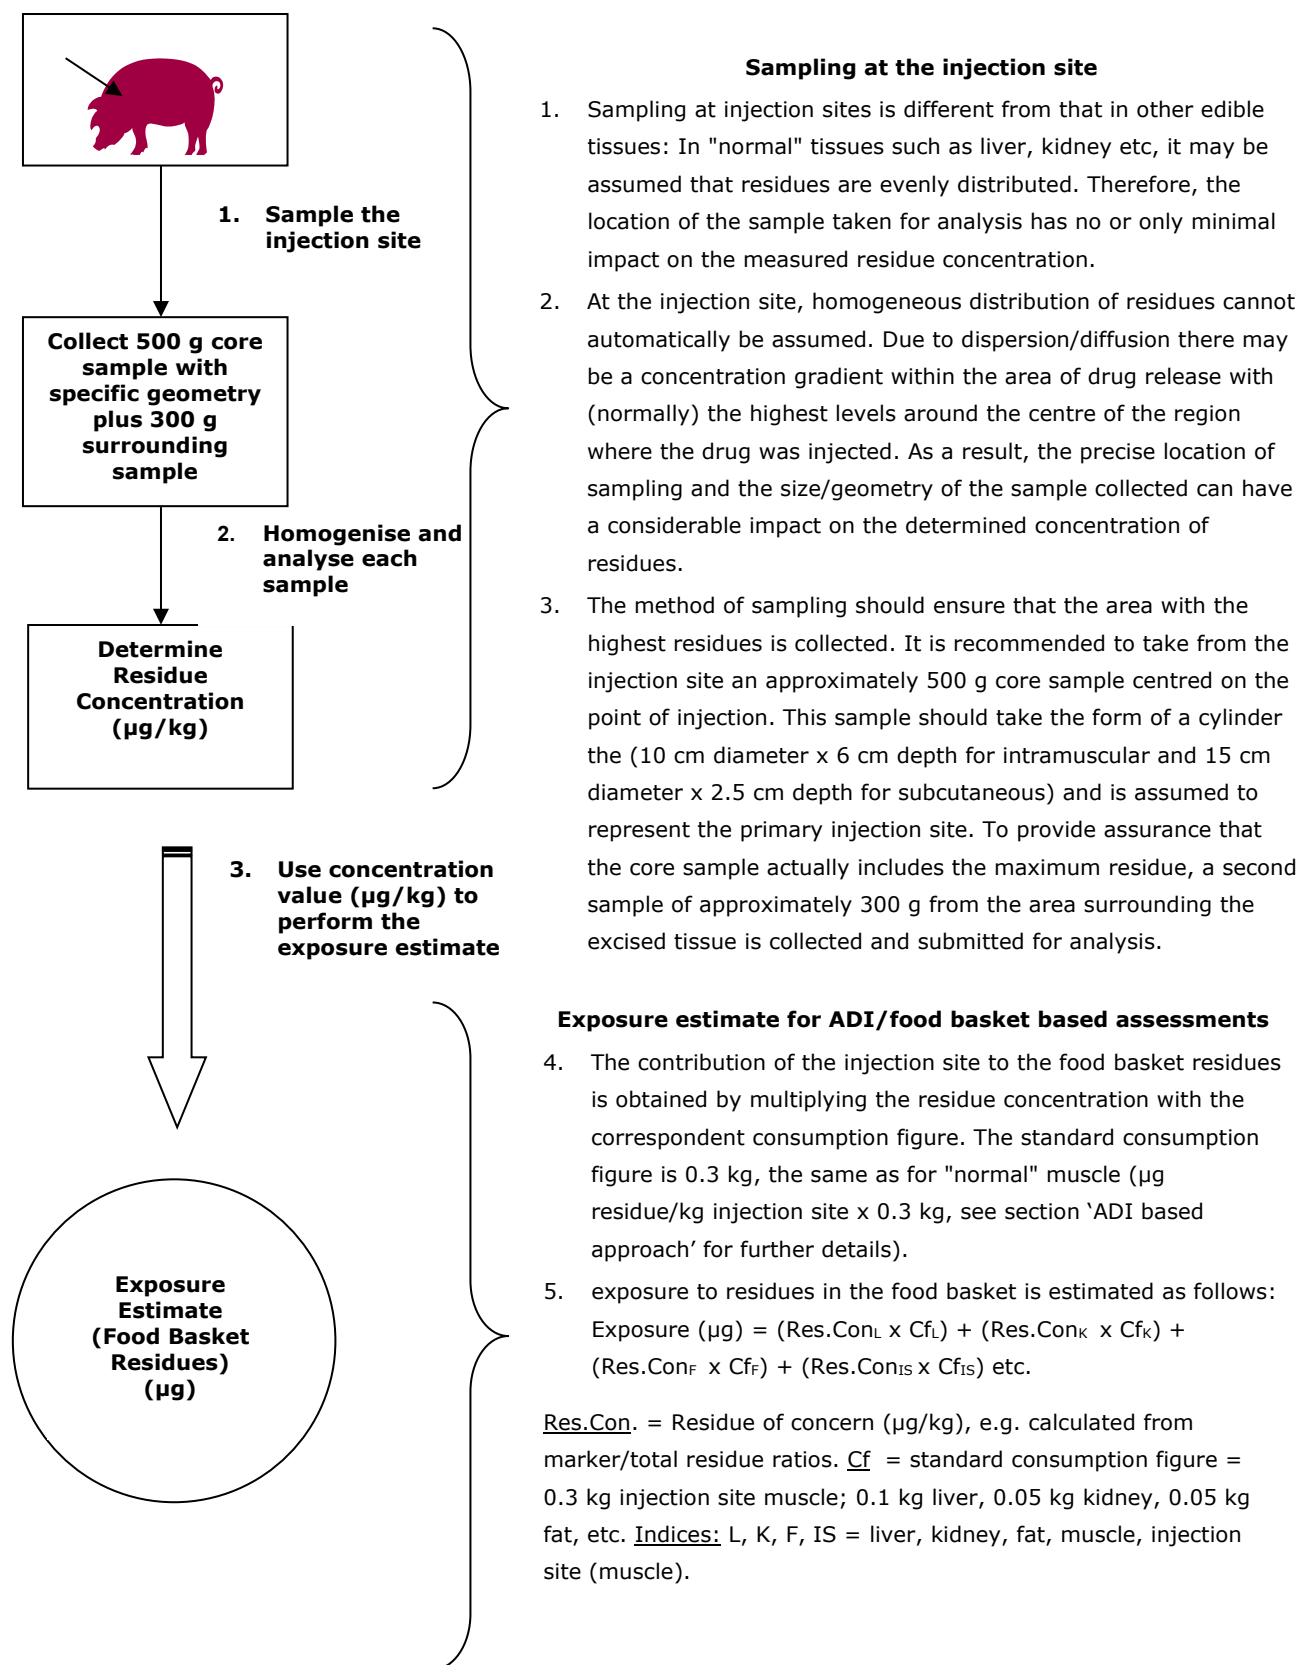 1. Sample the
injection site
Collect 500 g core
sample with
specific geometry
plus 300 g
surrounding
sample
2. Homogenise and
analyse each
sample
Determine
Residue
Concentration
(µg/kg)
3. Use concentration
value (µg/kg) to
perform the
exposure estimate
Exposure
Estimate
(Food Basket
Residues)
(µg)
Sampling at the injection site
1. Sampling at injection sites is different from that in other edible
tissues: In "normal" tissues such as liver, kidney etc, it may be
assumed that residues are evenly distributed. Therefore, the
location of the sample taken for analysis has no or only minimal
impact on the measured residue concentration.
2. At the injection site, homogeneous distribution of residues cannot
automatically be assumed. Due to dispersion/diffusion there may
be a concentration gradient within the area of drug release with
(normally) the highest levels around the centre of the region
where the drug was injected. As a result, the precise location of
sampling and the size/geometry of the sample collected can have
a considerable impact on the determined concentration of
residues.
3. The method of sampling should ensure that the area with the
highest residues is collected. It is recommended to take from the
injection site an approximately 500 g core sample centred on the
point of injection. This sample should take the form of a cylinder
the (10 cm diameter x 6 cm depth for intramuscular and 15 cm
diameter x 2.5 cm depth for subcutaneous) and is assumed to
represent the primary injection site. To provide assurance that
the core sample actually includes the maximum residue, a second
sample of approximately 300 g from the area surrounding the
excised tissue is collected and submitted for analysis.
Exposure estimate for ADI/food basket based assessments
4. The contribution of the injection site to the food basket residues
is obtained by multiplying the residue concentration with the
correspondent consumption figure. The standard consumption
figure is 0.3 kg, the same as for "normal" muscle (µg
residue/kg injection site x 0.3 kg, see section ‘ADI based
approach’ for further details).
5. exposure to residues in the food basket is estimated as follows:
Exposure (µg) = (Res.ConL x CfL) + (Res.ConK x CfK) +
(Res.ConF x CfF) + (Res.ConIS x CfIS) etc.
Res.Con. = Residue of concern (µg/kg), e.g. calculated from
marker/total residue ratios. Cf = standard consumption figure =
0.3 kg injection site muscle; 0.1 kg liver, 0.05 kg kidney, 0.05 kg
fat, etc. Indices: L, K, F, IS = liver, kidney, fat, muscle, injection
site (muscle).